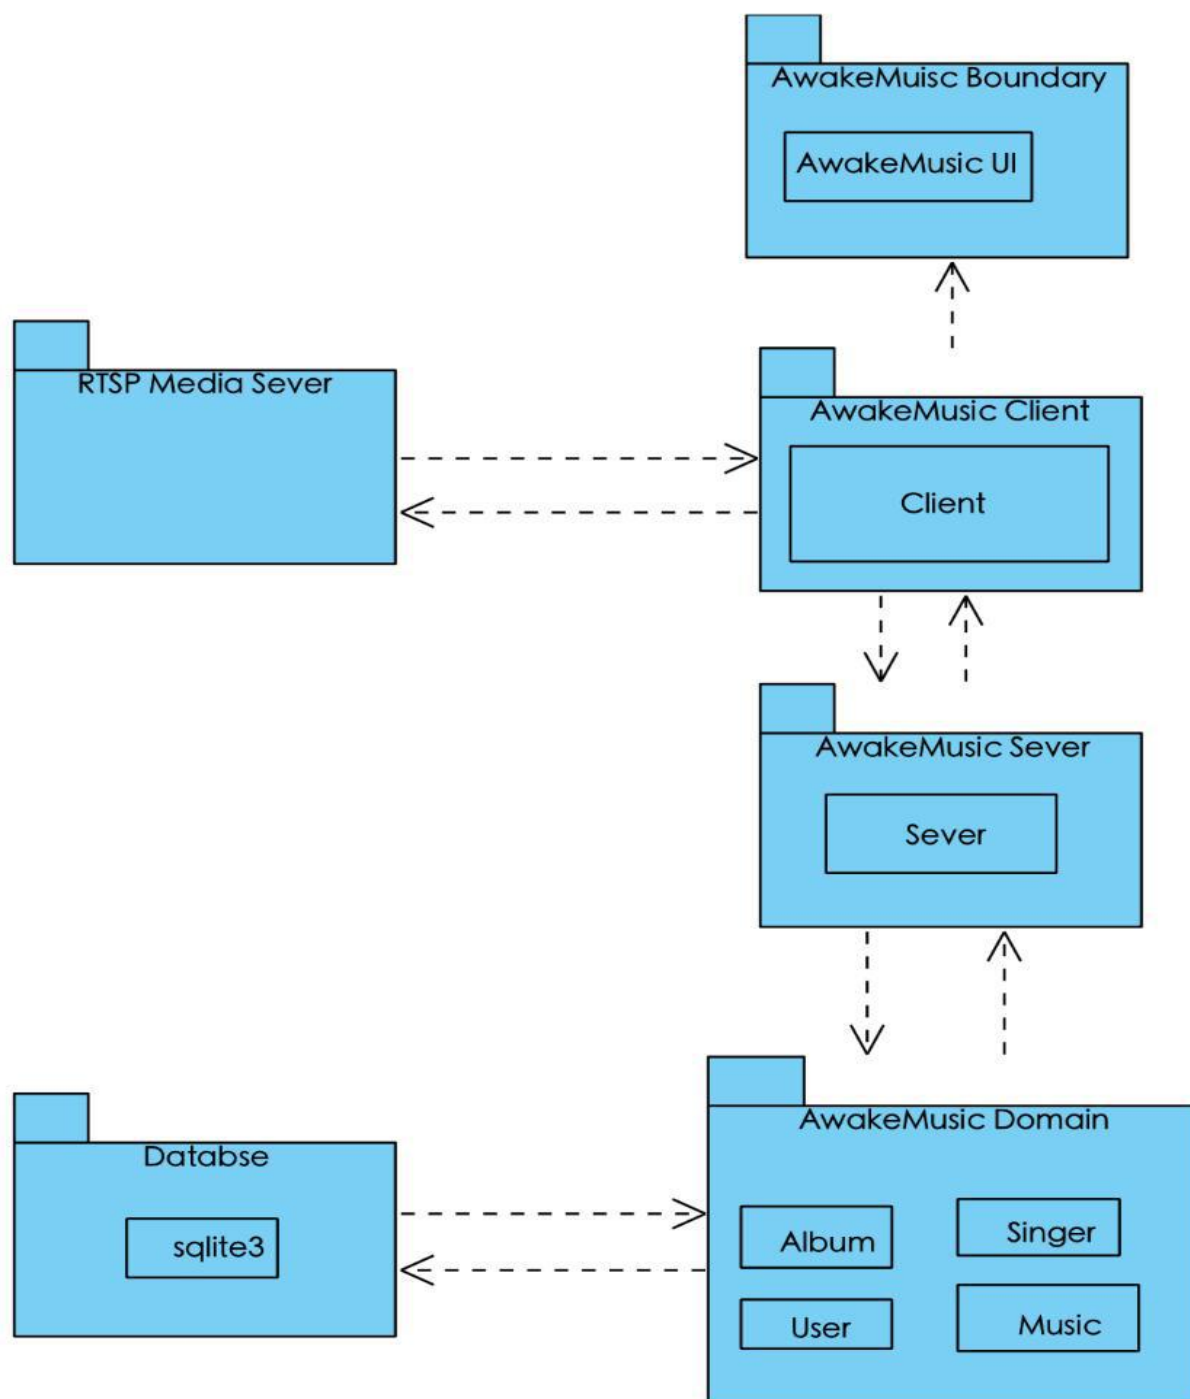 AwakeMuisc Boundary
AwakeMusic UI
RTSP Media Sever
AwakeMusic Client
Client
AwakeMusic Sever
Sever
AwakeMusic Domain
Databse
sqlite3
Album
Singer
User
Music